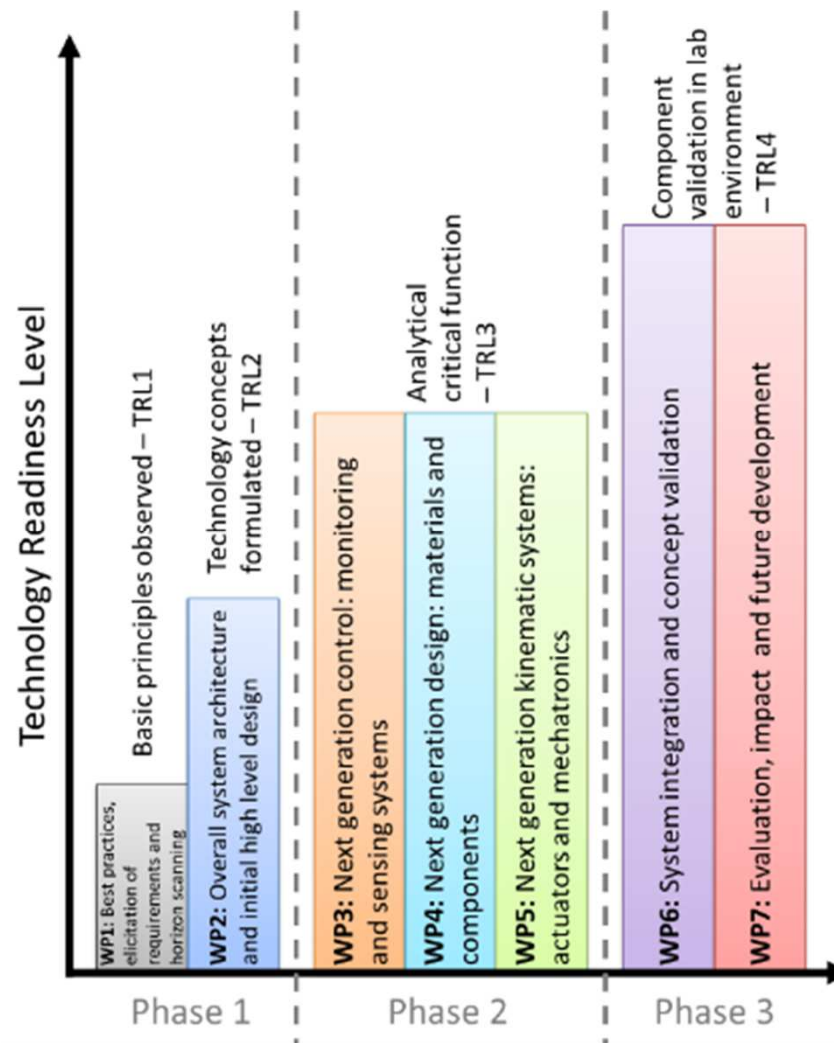 Technology Readiness Level
Basic principles observed – TRL1
WP1: Best practices,
elicitation of
requirements and
horizon scanning
Technology concepts
formulated – TRL2
WP2: Overall system architecture
and initial high level design
Analytical
critical function
– TRL3
WP3: Next generation control: monitoring
and sensing systems
WP4: Next generation design: materials and
components
WP5: Next generation kinematic systems:
actuators and mechatronics
Component
validation in lab
environment
– TRL4
WP6: System integration and concept validation
WP7: Evaluation, impact and future development
Phase 1
Phase 2
Phase 3